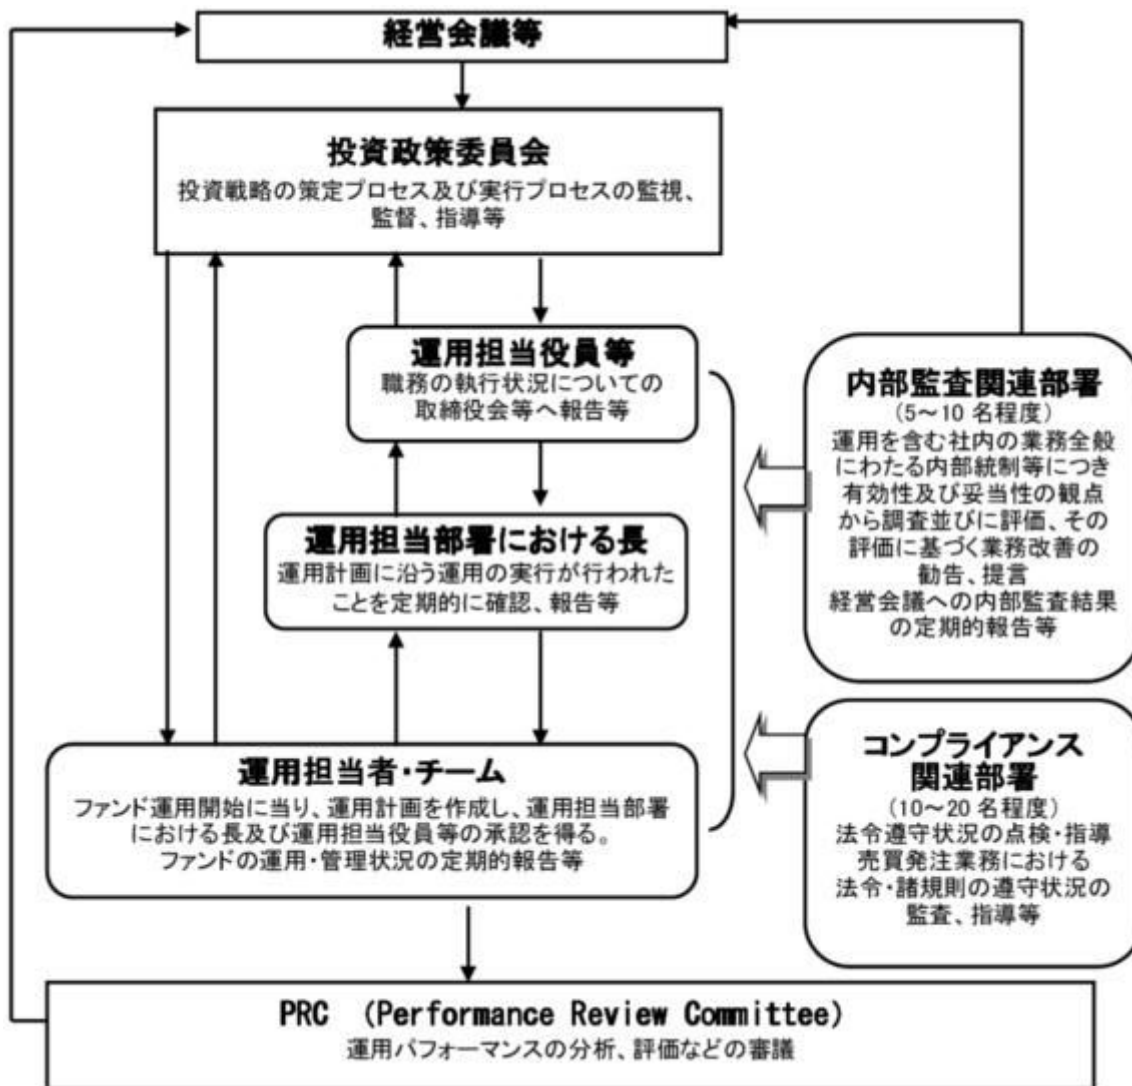 経営会議等
投資政策委員会
投資戦略の策定プロセス及び実行プロセスの監視、
監督、指導等
運用担当役員等
職務の執行状況についての
取締役会等へ報告等
運用担当部署における長
運用計画に沿う運用の実行が行われた
ことを定期的に確認、報告等
運用担当者・チーム
ファンド運用開始に当り、運用計画を作成し、運用担当部署
における長及び運用担当役員等の承認を得る。
ファンドの運用・管理状況の定期的報告等
内部監査関連部署
(5～10 名程度)
運用を含む社内の業務全般
にわたる内部統制等につき
有効性及び妥当性の観点
から調査並びに評価、その
評価に基づく業務改善の
勧告、提言
経営会議への内部監査結果
の定期的報告等
コンプライアンス
関連部署
(10～20 名程度)
法令遵守状況の点検・指導
売買発注業務における
法令・諸規則の遵守状況の
監査、指導等
PRC （Performance Review Committee）
運用パフォーマンスの分析、評価などの審議